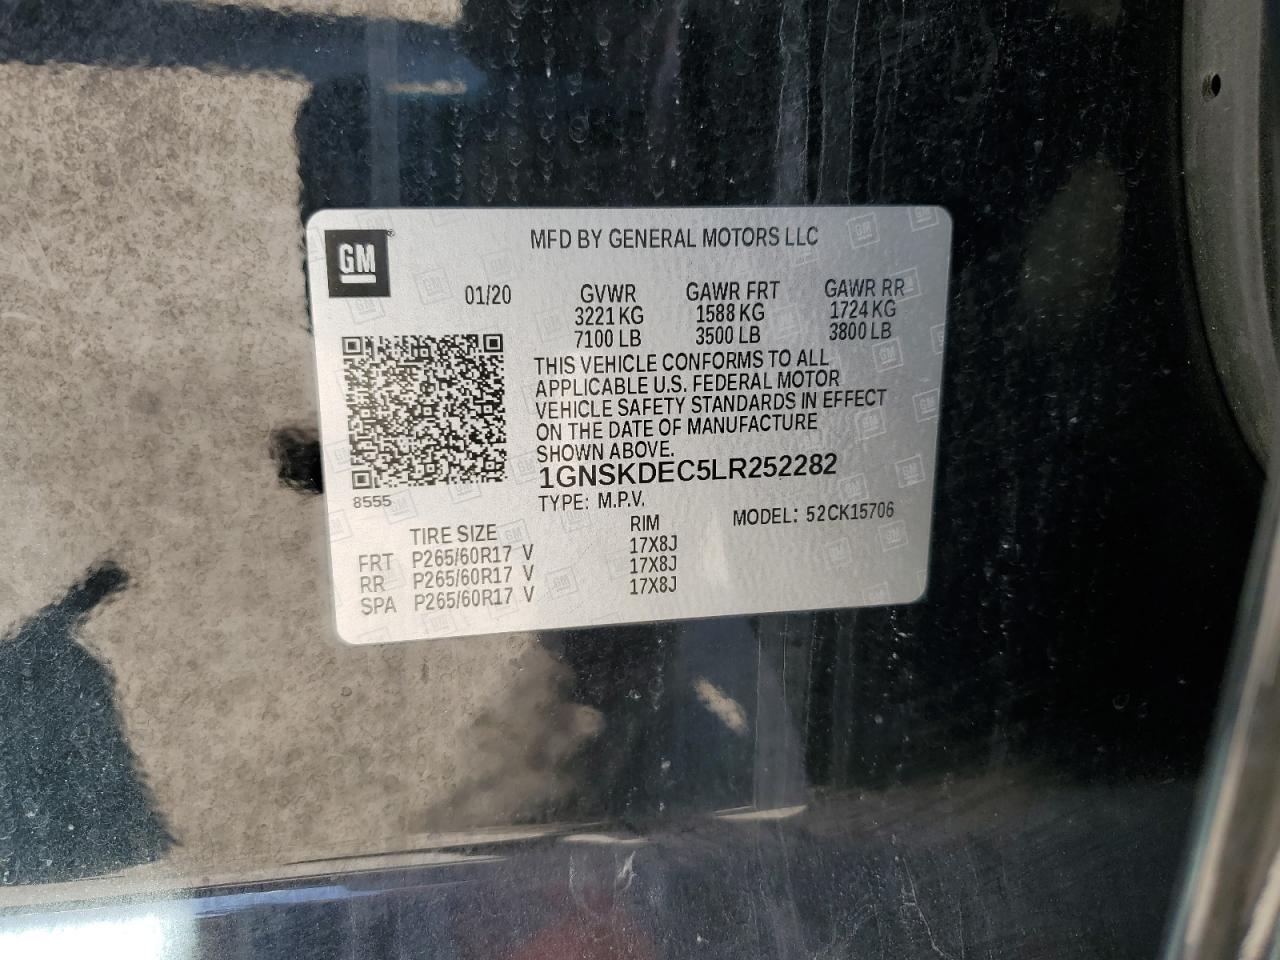 GM
MFD BY GENERAL MOTORS LLC
01/20
GVWR GAWR FRT GAWR RR
3221 KG 1588 KG 1724 KG
7100 LB 3500 LB 3800 LB
THIS VEHICLE CONFORMS TO ALL
APPLICABLE U.S. FEDERAL MOTOR
VEHICLE SAFETY STANDARDS IN EFFECT
ON THE DATE OF MANUFACTURE
SHOWN ABOVE.
1GNSKDEC5LR252282
8555
TYPE: M.P.V.
MODEL: 52CK15706
TIRE SIZE RIM
FRT P265/60R17 V 17X8J
RR P265/60R17 V 17X8J
SPA P265/60R17 V 17X8J